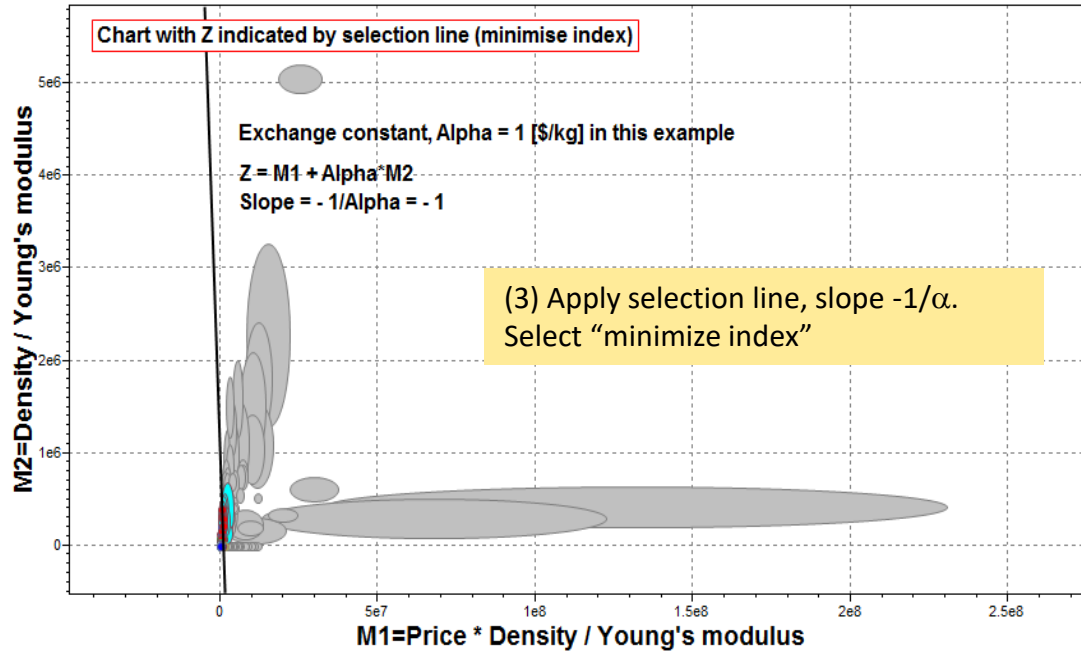 Chart with Z indicated by selection line (minimise index)
5e6
Exchange constant, Alpha = 1 [$/kg] in this example
4e6
Z = M1 + Alpha*M2
Slope = - 1/Alpha = - 1
3e6
(3) Apply selection line, slope -1/α.
Select “minimize index”
2e6
1e6
0
M2=Density / Young's modulus
0
5e7
1e8
1.5e8
2e8
2.5e8
M1=Price * Density / Young's modulus